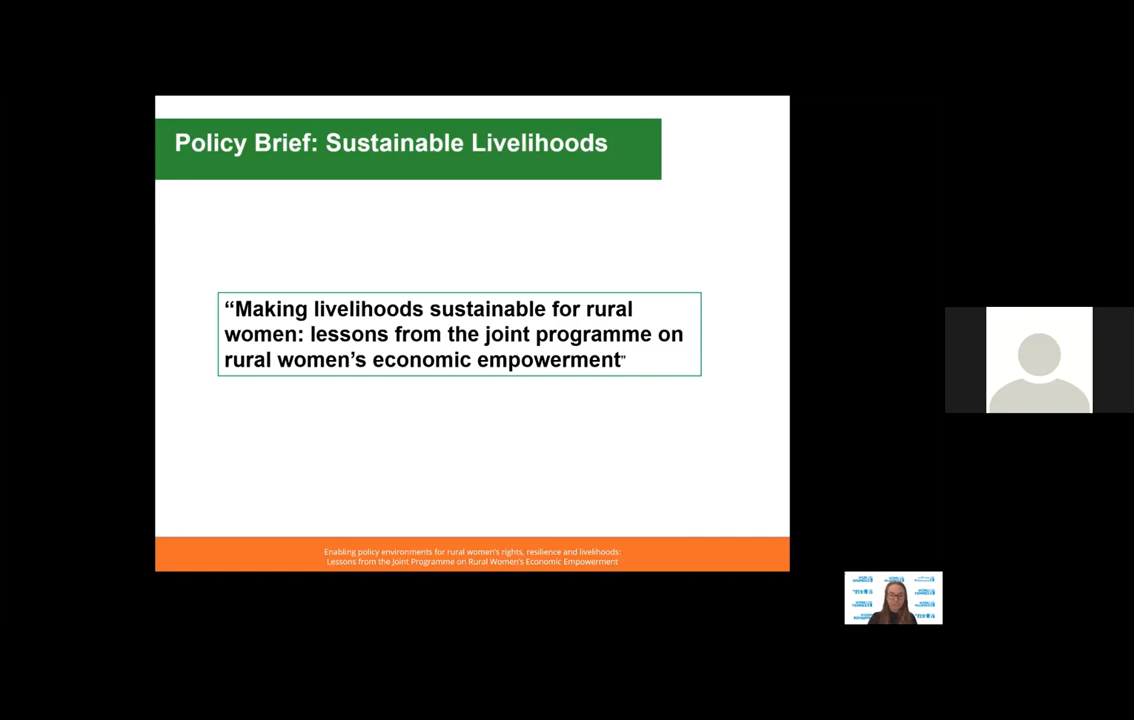 Policy Brief: Sustainable Livelihoods
“Making livelihoods sustainable for rural
women: lessons from the joint programme on
rural women’s economic empowerment”
Enabling policy environments for rural women's rights, resilience and livelihoods:
Lessons from the Joint Programme on Rural Women's Economic Empowerment